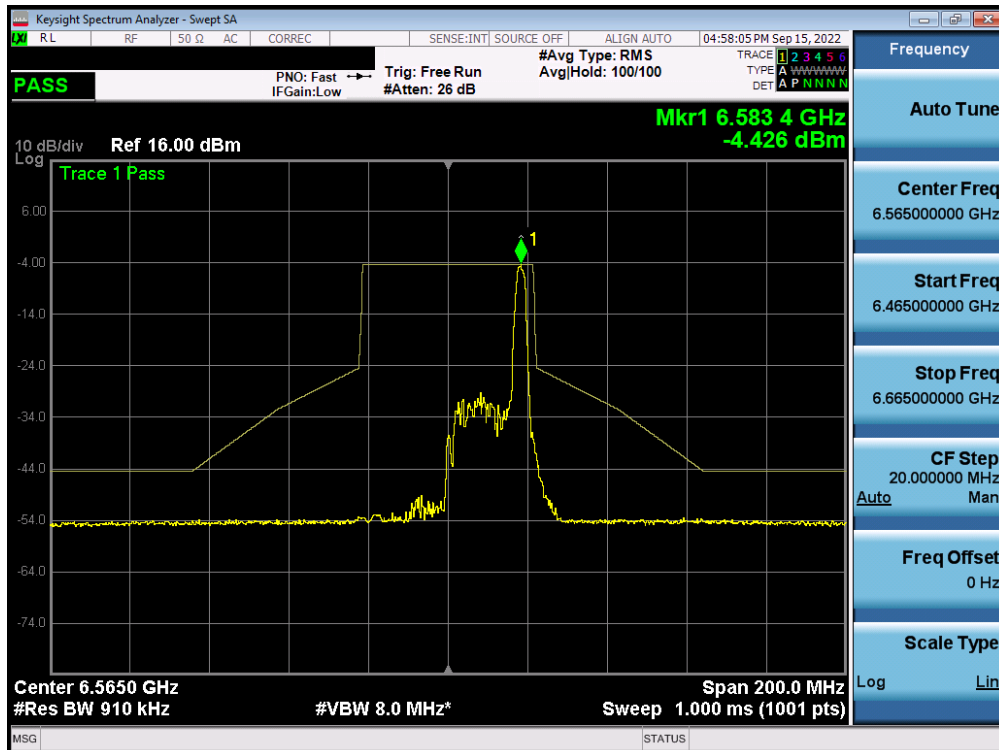 Keysight Spectrum Analyzer - Swept SA
LXI RL RF 50 Ω AC CORREC SENSE:INT SOURCE OFF ALIGN AUTO 04:58:05 PM Sep 15, 2022
Frequency
PASS
PNO: Fast
IFGain:Low
Trig: Free Run
#Atten: 26 dB
#Avg Type: RMS
Avg|Hold: 100/100
TRACE 1 2 3 4 5 6
TYPE A WWWWWW
DET A P N N N N
Auto Tune
Mkr1 6.583 4 GHz
-4.426 dBm
10 dB/div
Log
Ref 16.00 dBm
Trace 1 Pass
1
6.00
-4.00
-14.0
-24.0
-34.0
-44.0
-54.0
-64.0
-74.0
Center Freq
6.565000000 GHz
Start Freq
6.465000000 GHz
Stop Freq
6.665000000 GHz
CF Step
20.000000 MHz
Auto Man
Freq Offset
0 Hz
Scale Type
Log Lin
Center 6.5650 GHz
Span 200.0 MHz
#Res BW 910 kHz
#VBW 8.0 MHz*
Sweep 1.000 ms (1001 pts)
MSG
STATUS